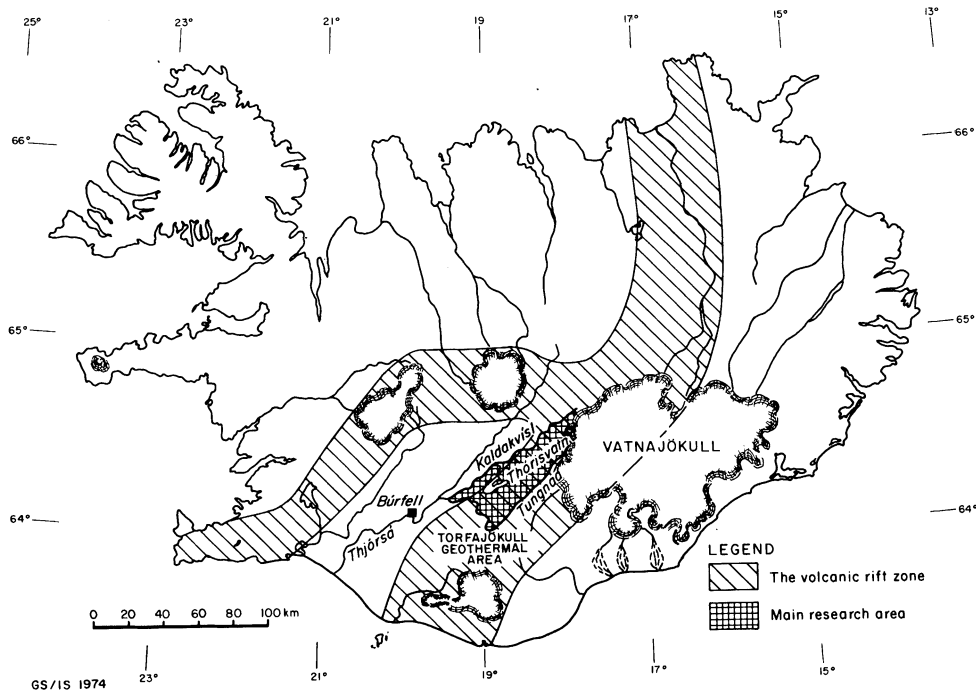 25°
23°
21
19
17
15°
13°
66°
66°
65°
65°
64°
64°
VATNAJÖKULL
Kaldakvísl
Thórisvatn
Tungnaá
Búrfell
Thjórsá
TORFAJÖKULL
GEOTHERMAL
AREA
LEGEND
The volcanic rift zone
Main research area
0 20 40 60 80 100 km
23°
21°
19°
17°
15°
GS/IS 1974